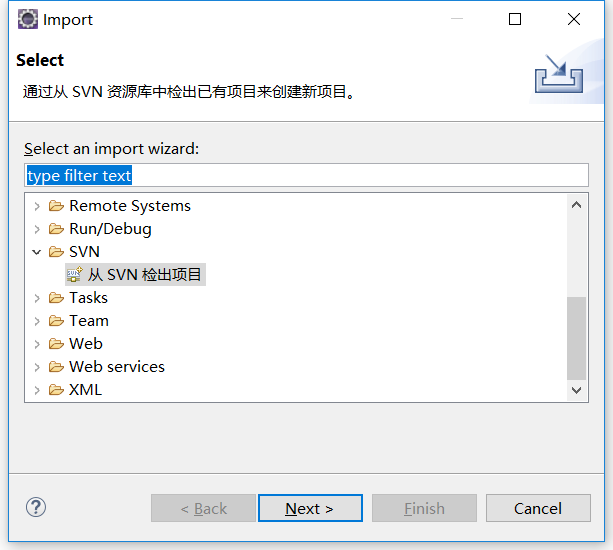 Import
Select
通过从 SVN 资源库中检出已有项目来创建新项目。
Select an import wizard:
type filter text
Remote Systems
Run/Debug
SVN
SVN 从 SVN 检出项目
Tasks
Team
Web
Web services
XML
? < Back Next > Finish Cancel